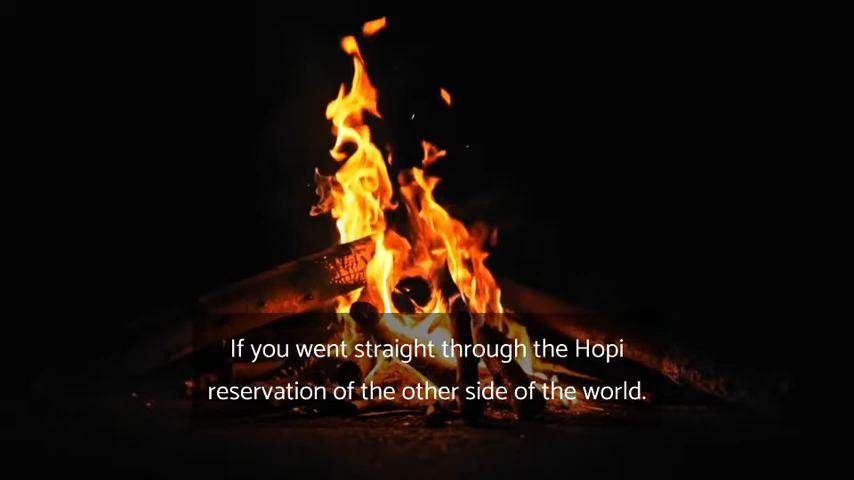 If you went straight through the Hopi
reservation of the other side of the world.